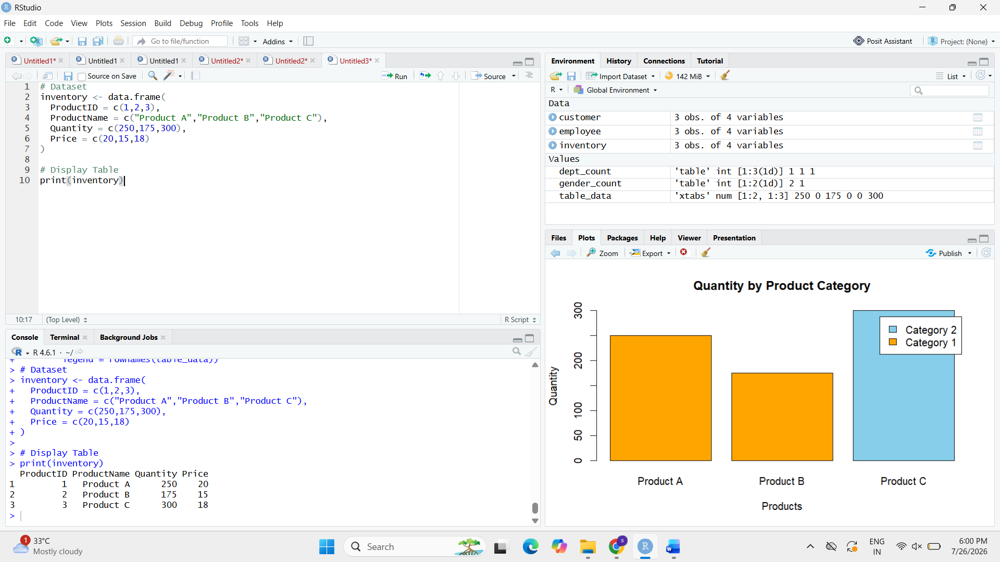 RStudio
File Edit Code View Plots Session Build Debug Profile Tools Help
Go to file/function Addins Posit Assistant Project: (None)
Untitled1* Untitled1 Untitled1 Untitled2* Untitled2* Untitled3*
Source on Save Run Source
1 # Dataset
2 inventory <- data.frame(
3 ProductID = c(1,2,3),
4 ProductName = c("Product A","Product B","Product C"),
5 Quantity = c(250,175,300),
6 Price = c(20,15,18)
7 )
8
9 # Display Table
10 print(inventory)
10:17 (Top Level) R Script
Console Terminal Background Jobs
R 4.6.1 · ~/
+ legend = rownames(table_data))
> # Dataset
> inventory <- data.frame(
+ ProductID = c(1,2,3),
+ ProductName = c("Product A","Product B","Product C"),
+ Quantity = c(250,175,300),
+ Price = c(20,15,18)
+ )
>
> # Display Table
> print(inventory)
ProductID ProductName Quantity Price
1 1 Product A 250 20
2 2 Product B 175 15
3 3 Product C 300 18
>
Environment History Connections Tutorial
Import Dataset 142 MiB List
R Global Environment
Data
customer 3 obs. of 4 variables
employee 3 obs. of 4 variables
inventory 3 obs. of 4 variables
Values
dept_count 'table' int [1:3(1d)] 1 1 1
gender_count 'table' int [1:2(1d)] 2 1
table_data 'xtabs' num [1:2, 1:3] 250 0 175 0 0 300
Files Plots Packages Help Viewer Presentation
Zoom Export Publish
Quantity by Product Category
Quantity
300
200
100
50
0
Category 2
Category 1
Product A Product B Product C
Products
1 33°C
Mostly cloudy
Search
ENG
IN
6:00 PM
7/26/2026